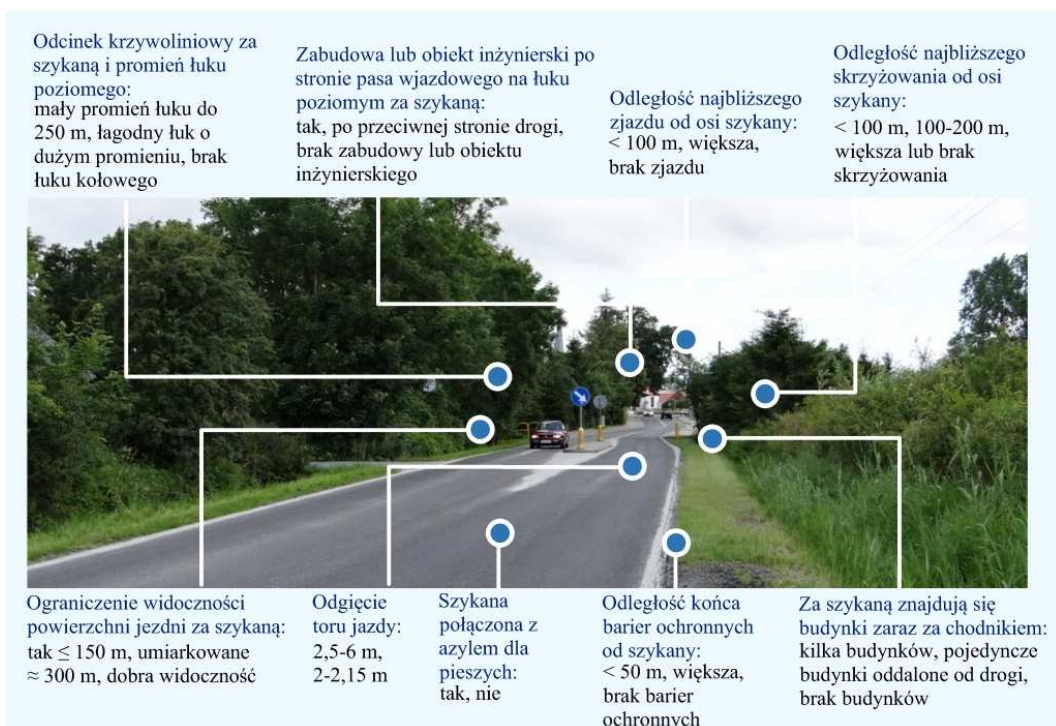 Odcinek krzywoliniowy za
szykaną i promień łuku
poziomego:
mały promień łuku do
250 m, łagodny łuk o
dużym promieniu, brak
łuku kołowego
Zabudowa lub obiekt inżynierski po
stronie pasa wjazdowego na łuku
poziomym za szykaną:
tak, po przeciwnej stronie drogi,
brak zabudowy lub obiektu
inżynierskiego
Odległość najbliższego
zjazdu od osi szykany:
< 100 m, większa,
brak zjazdu
Odległość najbliższego
skrzyżowania od osi
szykany:
< 100 m, 100-200 m,
większa lub brak
skrzyżowania
Ograniczenie widoczności
powierzchni jezdni za szykaną:
tak ≤ 150 m, umiarkowane
≈ 300 m, dobra widoczność
Odgięcie
toru jazdy:
2,5-6 m,
2-2,15 m
Szykana
połączona z
azylem dla
pieszych:
tak, nie
Odległość końca
barier ochronnych
od szykany:
< 50 m, większa,
brak barier
ochronnych
Za szykaną znajdują się
budynki zaraz za chodnikiem:
kilka budynków, pojedyncze
budynki oddalone od drogi,
brak budynków